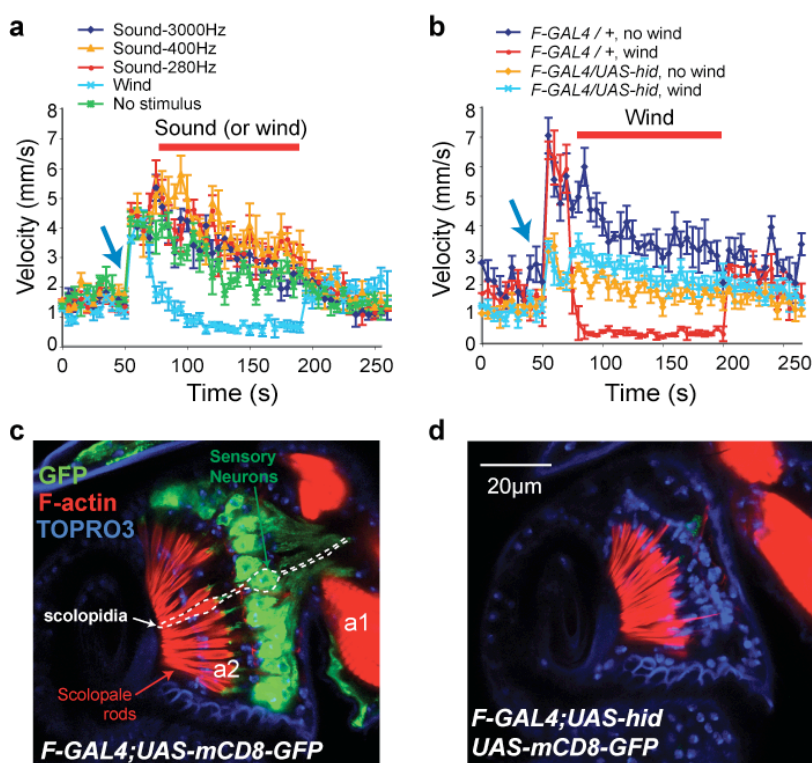 a
Sound-3000Hz
Sound-400Hz
Sound-280Hz
Wind
No stimulus
Sound (or wind)
8
7
6
5
4
3
2
1
0
Velocity (mm/s)
0 50 100 150 200 250
Time (s)
b
F-GAL4 / +, no wind
F-GAL4 / +, wind
F-GAL4/UAS-hid, no wind
F-GAL4/UAS-hid, wind
Wind
8
7
6
5
4
3
2
1
0
Velocity (mm/s)
0 50 100 150 200 250
Time (s)
c
GFP
F-actin
TOPRO3
Sensory
Neurons
scolopidia
a1
a2
Scolopale
rods
F-GAL4;UAS-mCD8-GFP
d
20µm
F-GAL4;UAS-hid
UAS-mCD8-GFP